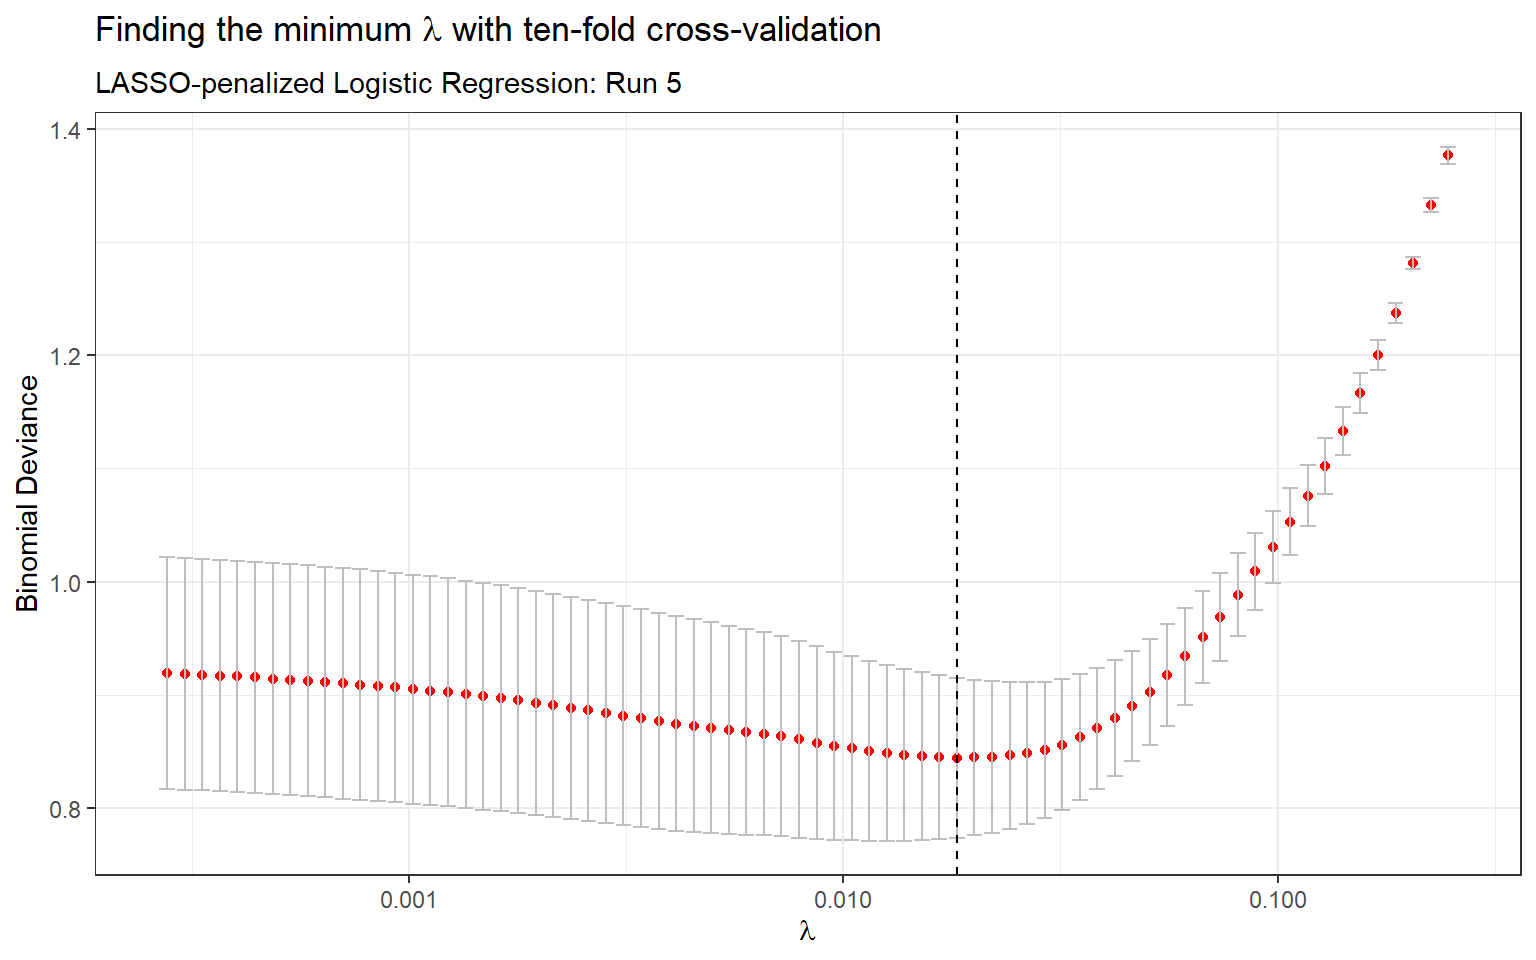 Finding the minimum λ with ten-fold cross-validation
LASSO-penalized Logistic Regression: Run 5
Binomial Deviance
1.4
1.2
1.0
0.8
0.001
0.010
0.100
λ